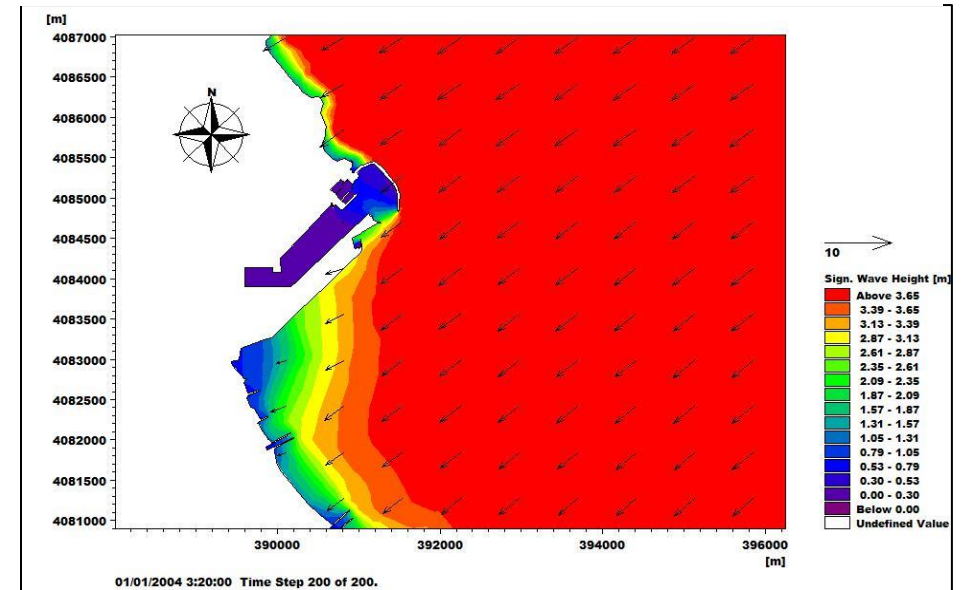 [m]
4087000
4086500
4086000
4085500
4085000
4084500
4084000
4083500
4083000
4082500
4082000
4081500
4081000
N
390000
392000
394000
396000
[m]
01/01/2004 3:20:00 Time Step 200 of 200.
10
Sign. Wave Height [m]
Above 3.65
3.39 - 3.65
3.13 - 3.39
2.87 - 3.13
2.61 - 2.87
2.35 - 2.61
2.09 - 2.35
1.87 - 2.09
1.57 - 1.87
1.31 - 1.57
1.05 - 1.31
0.79 - 1.05
0.53 - 0.79
0.30 - 0.53
0.00 - 0.30
Below 0.00
Undefined Value